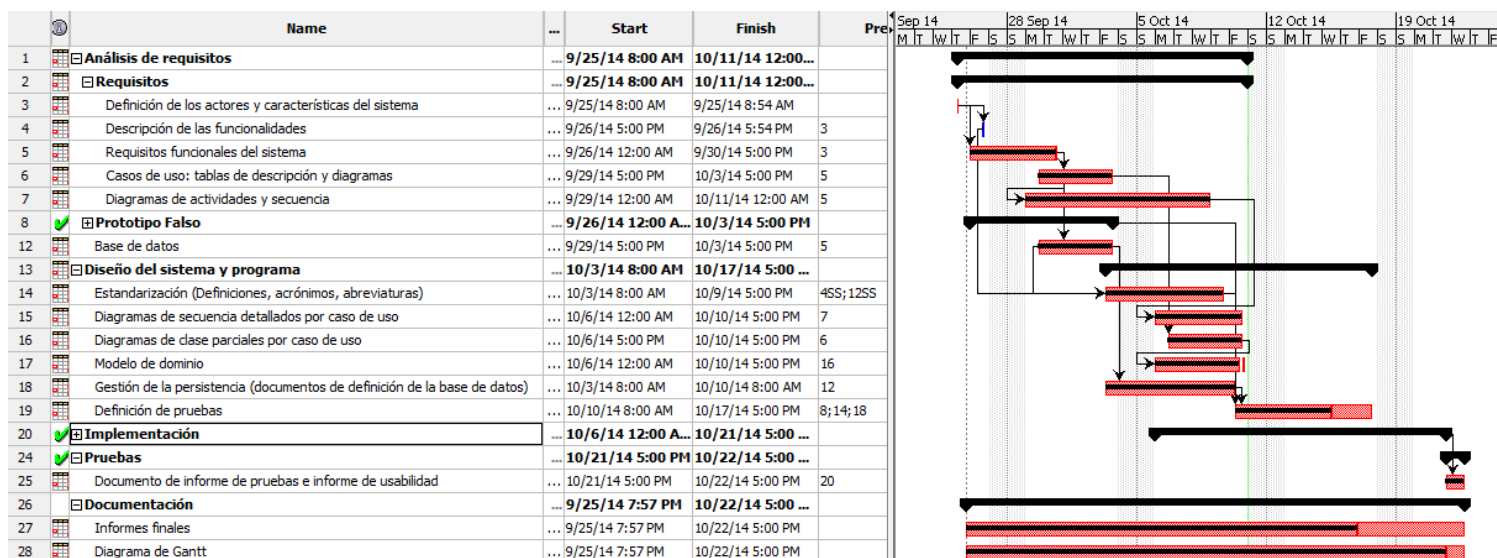 Name ... Start Finish Pre
Sep 14 28 Sep 14 5 Oct 14 12 Oct 14 19 Oct 14
M T W T F S S M T W T F S S M T W T F S S M T W T F S S M T W T F
1 Análisis de requisitos ... 9/25/14 8:00 AM 10/11/14 12:00...
2 Requisitos ... 9/25/14 8:00 AM 10/11/14 12:00...
3 Definición de los actores y características del sistema ... 9/25/14 8:00 AM 9/25/14 8:54 AM
4 Descripción de las funcionalidades ... 9/26/14 5:00 PM 9/26/14 5:54 PM 3
5 Requisitos funcionales del sistema ... 9/26/14 12:00 AM 9/30/14 5:00 PM 3
6 Casos de uso: tablas de descripción y diagramas ... 9/29/14 5:00 PM 10/3/14 5:00 PM 5
7 Diagramas de actividades y secuencia ... 9/29/14 12:00 AM 10/11/14 12:00 AM 5
8 Prototipo Falso ... 9/26/14 12:00 A... 10/3/14 5:00 PM
12 Base de datos ... 9/29/14 5:00 PM 10/3/14 5:00 PM 5
13 Diseño del sistema y programa ... 10/3/14 8:00 AM 10/17/14 5:00 ...
14 Estandarización (Definiciones, acrónimos, abreviaturas) ... 10/3/14 8:00 AM 10/9/14 5:00 PM 4SS;12SS
15 Diagramas de secuencia detallados por caso de uso ... 10/6/14 12:00 AM 10/10/14 5:00 PM 7
16 Diagramas de clase parciales por caso de uso ... 10/6/14 5:00 PM 10/10/14 5:00 PM 6
17 Modelo de dominio ... 10/6/14 12:00 AM 10/10/14 5:00 PM 16
18 Gestión de la persistencia (documentos de definición de la base de datos) ... 10/3/14 8:00 AM 10/10/14 8:00 AM 12
19 Definición de pruebas ... 10/10/14 8:00 AM 10/17/14 5:00 PM 8;14;18
20 Implementación ... 10/6/14 12:00 A... 10/21/14 5:00 ...
24 Pruebas ... 10/21/14 5:00 PM 10/22/14 5:00 ...
25 Documento de informe de pruebas e informe de usabilidad ... 10/21/14 5:00 PM 10/22/14 5:00 PM 20
26 Documentación ... 9/25/14 7:57 PM 10/22/14 5:00 ...
27 Informes finales ... 9/25/14 7:57 PM 10/22/14 5:00 PM
28 Diagrama de Gantt ... 9/25/14 7:57 PM 10/22/14 5:00 PM